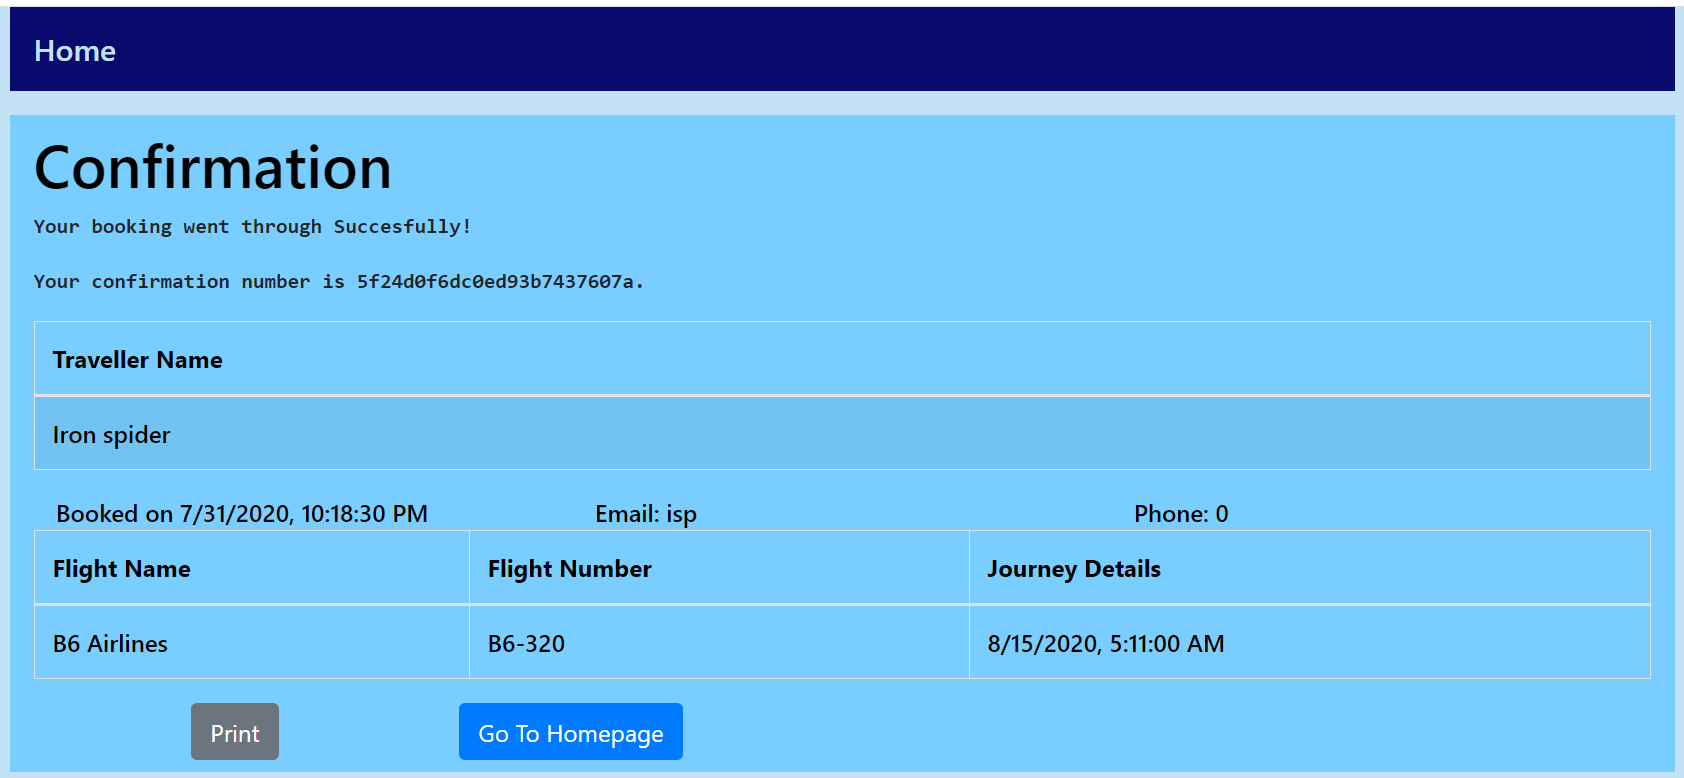 Home
Confirmation
Your booking went through Succesfully!
Your confirmation number is 5f24d0f6dc0ed93b7437607a.
Traveller Name
Iron spider
Booked on 7/31/2020, 10:18:30 PM Email: isp Phone: 0
Flight Name Flight Number Journey Details
B6 Airlines B6-320 8/15/2020, 5:11:00 AM
Print Go To Homepage